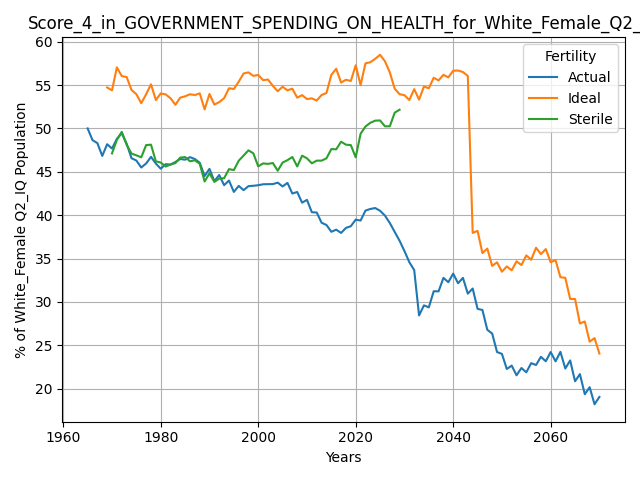 Score_4_in_GOVERNMENT_SPENDING_ON_HEALTH_for_White_Female_Q2_
Fertility
Actual
Ideal
Sterile
% of White_Female Q2_IQ Population
60
55
50
45
40
35
30
25
20
1960
1980
2000
2020
2040
2060
Years